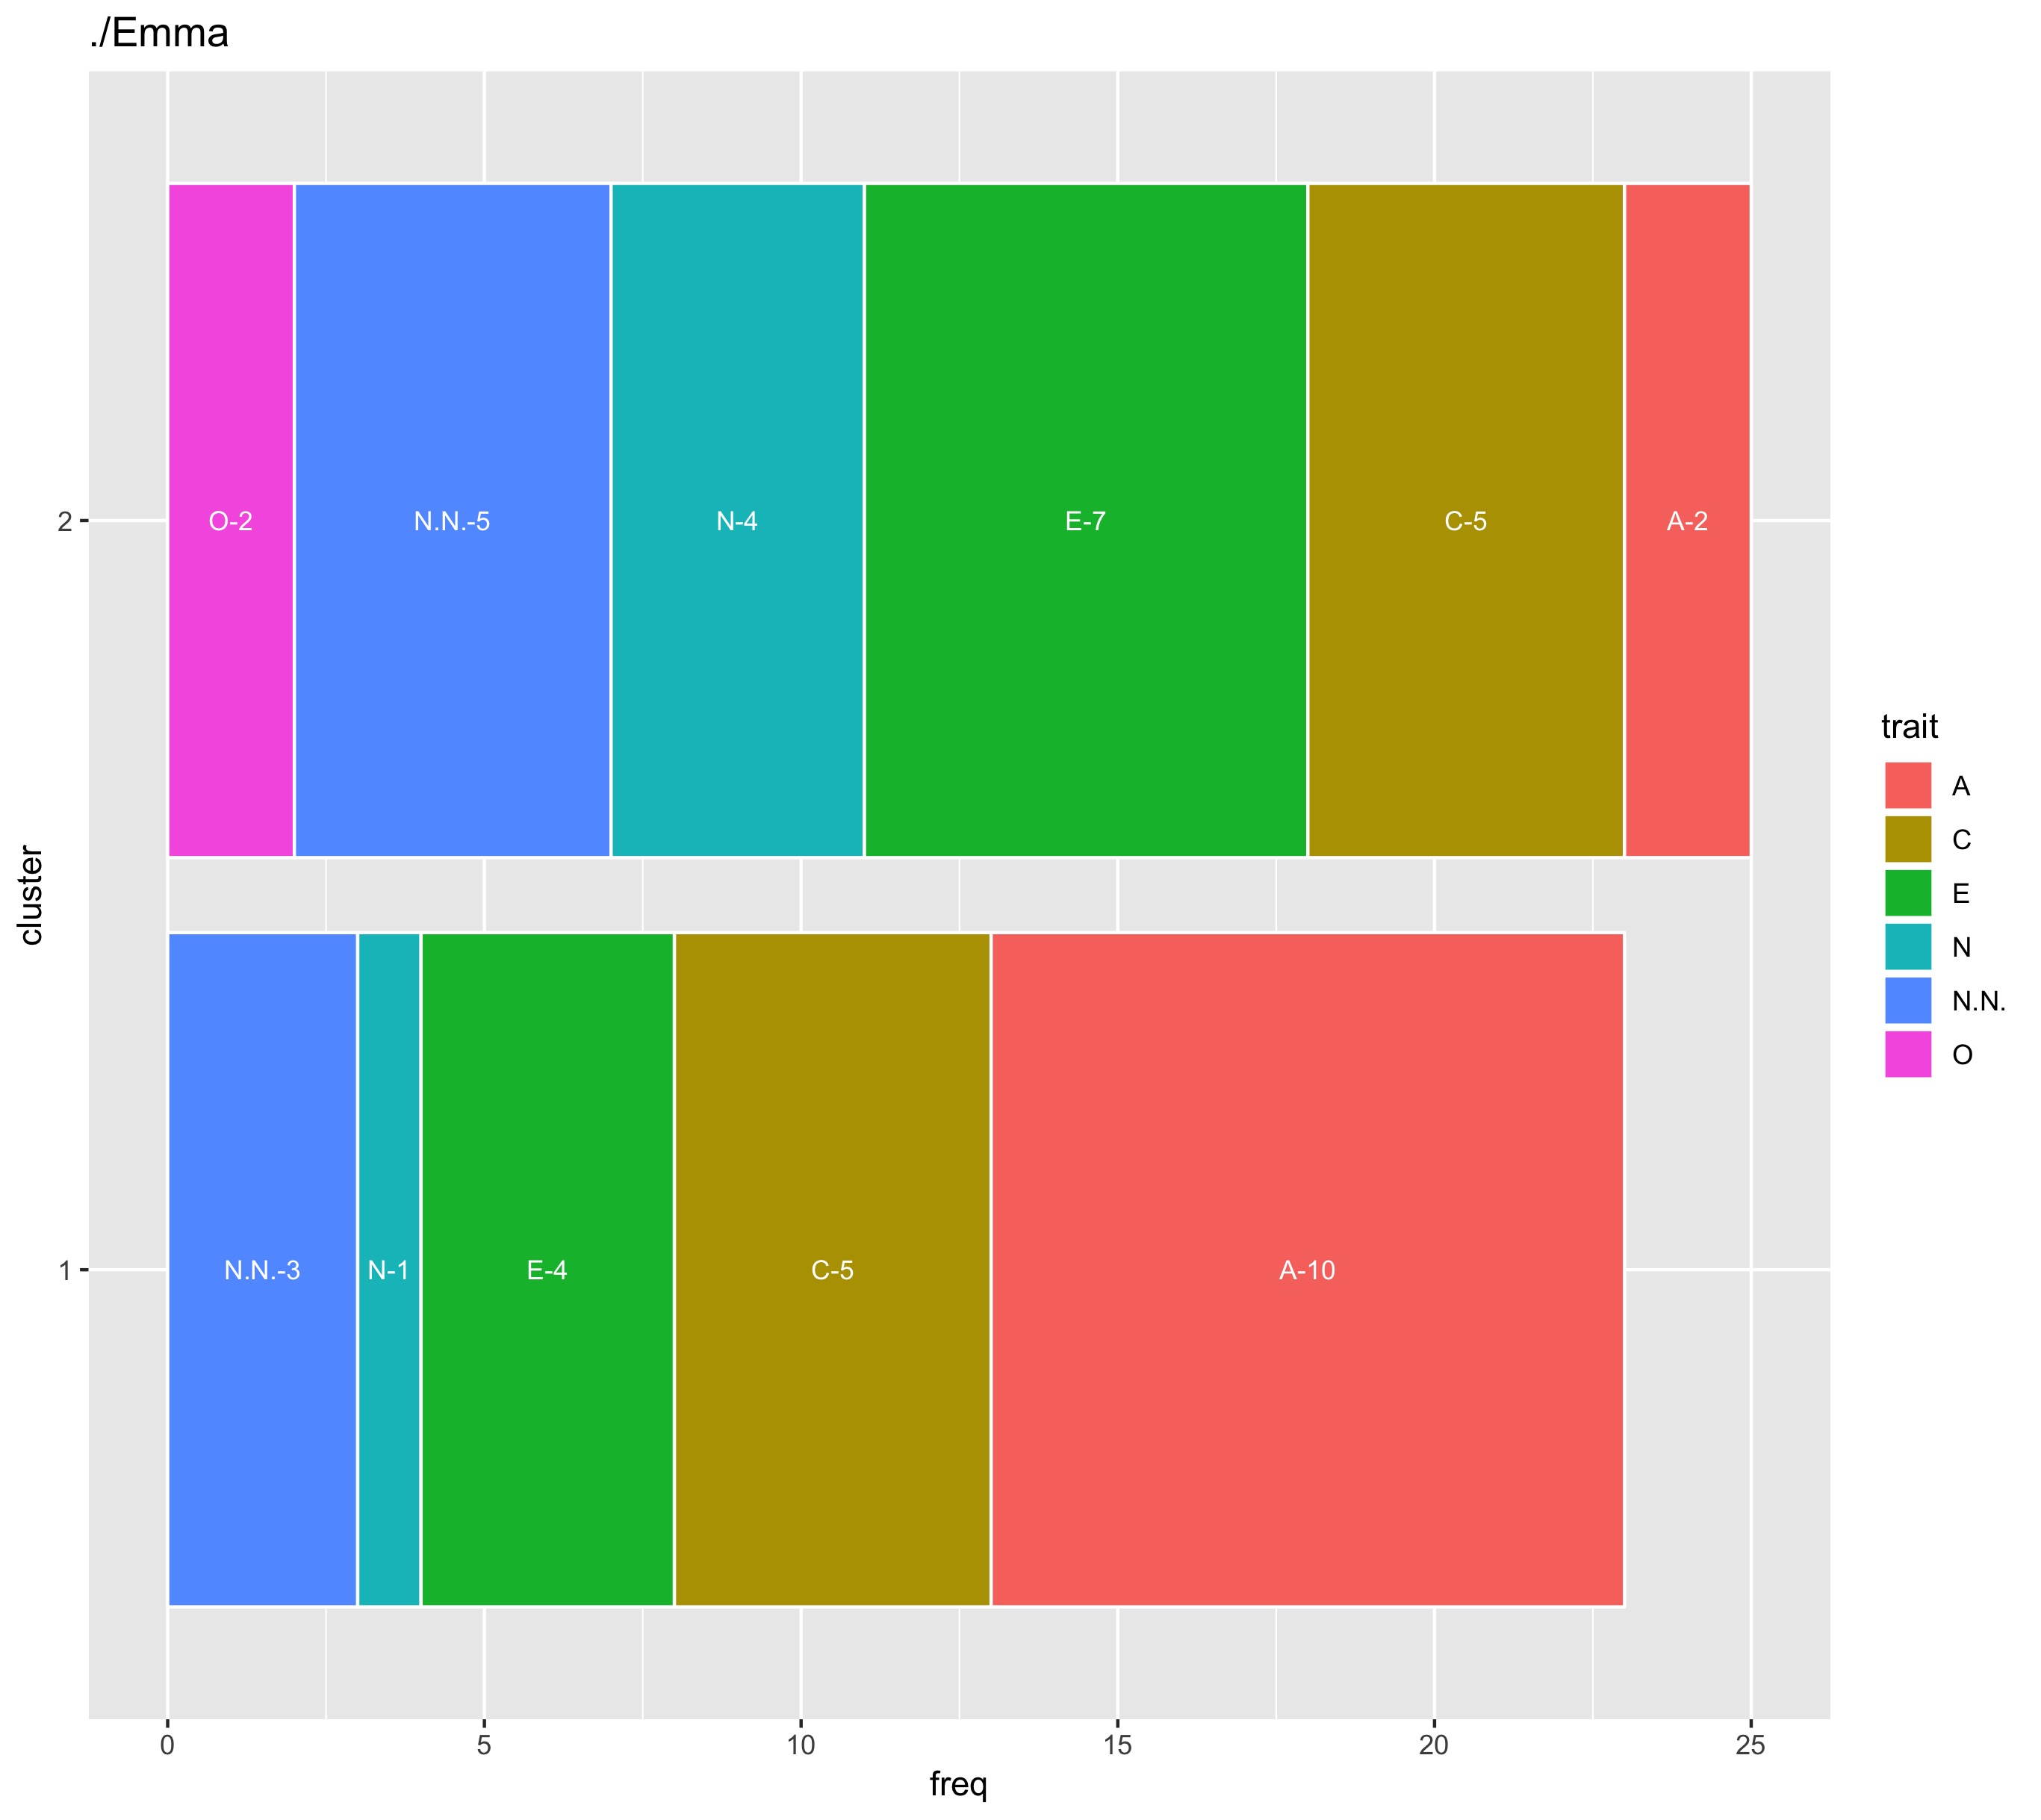 ./Emma
2
O-2 N.N.-5 N-4 E-7 C-5 A-2
1
N.N.-3 N-1 E-4 C-5 A-10
cluster
0 5 10 15 20 25
freq
trait
A
C
E
N
N.N.
O